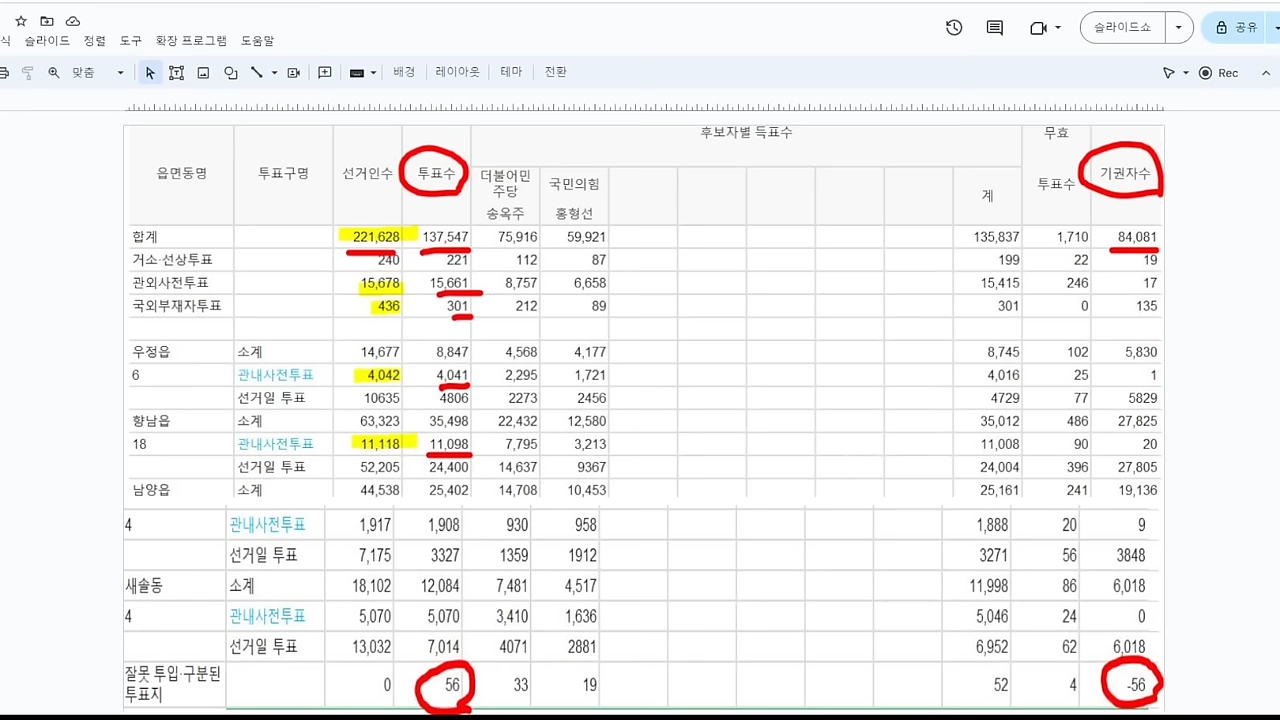 식 슬라이드 정렬 도구 확장 프로그램 도움말
슬라이드쇼 공유
맞춤 배경 레이아웃 테마 전환 Rec
읍면동명 투표구명 선거인수 투표수 후보자별 득표수 무효 투표수 기권자수
더불어민주당 송옥주 국민의힘 홍형선 계
합계 221,628 137,547 75,916 59,921 135,837 1,710 84,081
거소·선상투표 240 221 112 87 199 22 19
관외사전투표 15,678 15,661 8,757 6,658 15,415 246 17
국외부재자투표 436 301 212 89 301 0 135
우정읍 소계 14,677 8,847 4,568 4,177 8,745 102 5,830
6 관내사전투표 4,042 4,041 2,295 1,721 4,016 25 1
선거일 투표 10635 4806 2273 2456 4729 77 5829
향남읍 소계 63,323 35,498 22,432 12,580 35,012 486 27,825
18 관내사전투표 11,118 11,098 7,795 3,213 11,008 90 20
선거일 투표 52,205 24,400 14,637 9367 24,004 396 27,805
남양읍 소계 44,538 25,402 14,708 10,453 25,161 241 19,136
4 관내사전투표 1,917 1,908 930 958 1,888 20 9
선거일 투표 7,175 3327 1359 1912 3271 56 3848
새솔동 소계 18,102 12,084 7,481 4,517 11,998 86 6,018
4 관내사전투표 5,070 5,070 3,410 1,636 5,046 24 0
선거일 투표 13,032 7,014 4071 2881 6,952 62 6,018
잘못 투입·구분된
투표지 0 56 33 19 52 4 -56